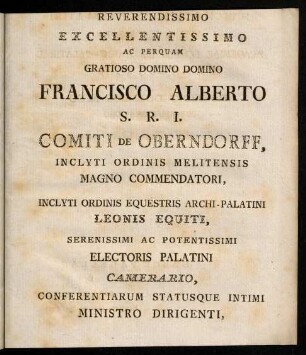 REVERENDISSIMO
EXCELLENTISSIMO
AC PERQUAM
GRATIOSO DOMINO DOMINO
FRANCISCO ALBERTO
S. R. I.
COMITI DE OBERNDORFF,
INCLYTI ORDINIS MELITENSIS
MAGNO COMMENDATORI,
INCLYTI ORDINIS EQUESTRIS ARCHI-PALATINI
LEONIS EQUITI,
SERENISSIMI AC POTENTISSIMI
ELECTORIS PALATINI
CAMERARIO,
CONFERENTIARUM STATUSQUE INTIMI
MINISTRO DIRIGENTI,